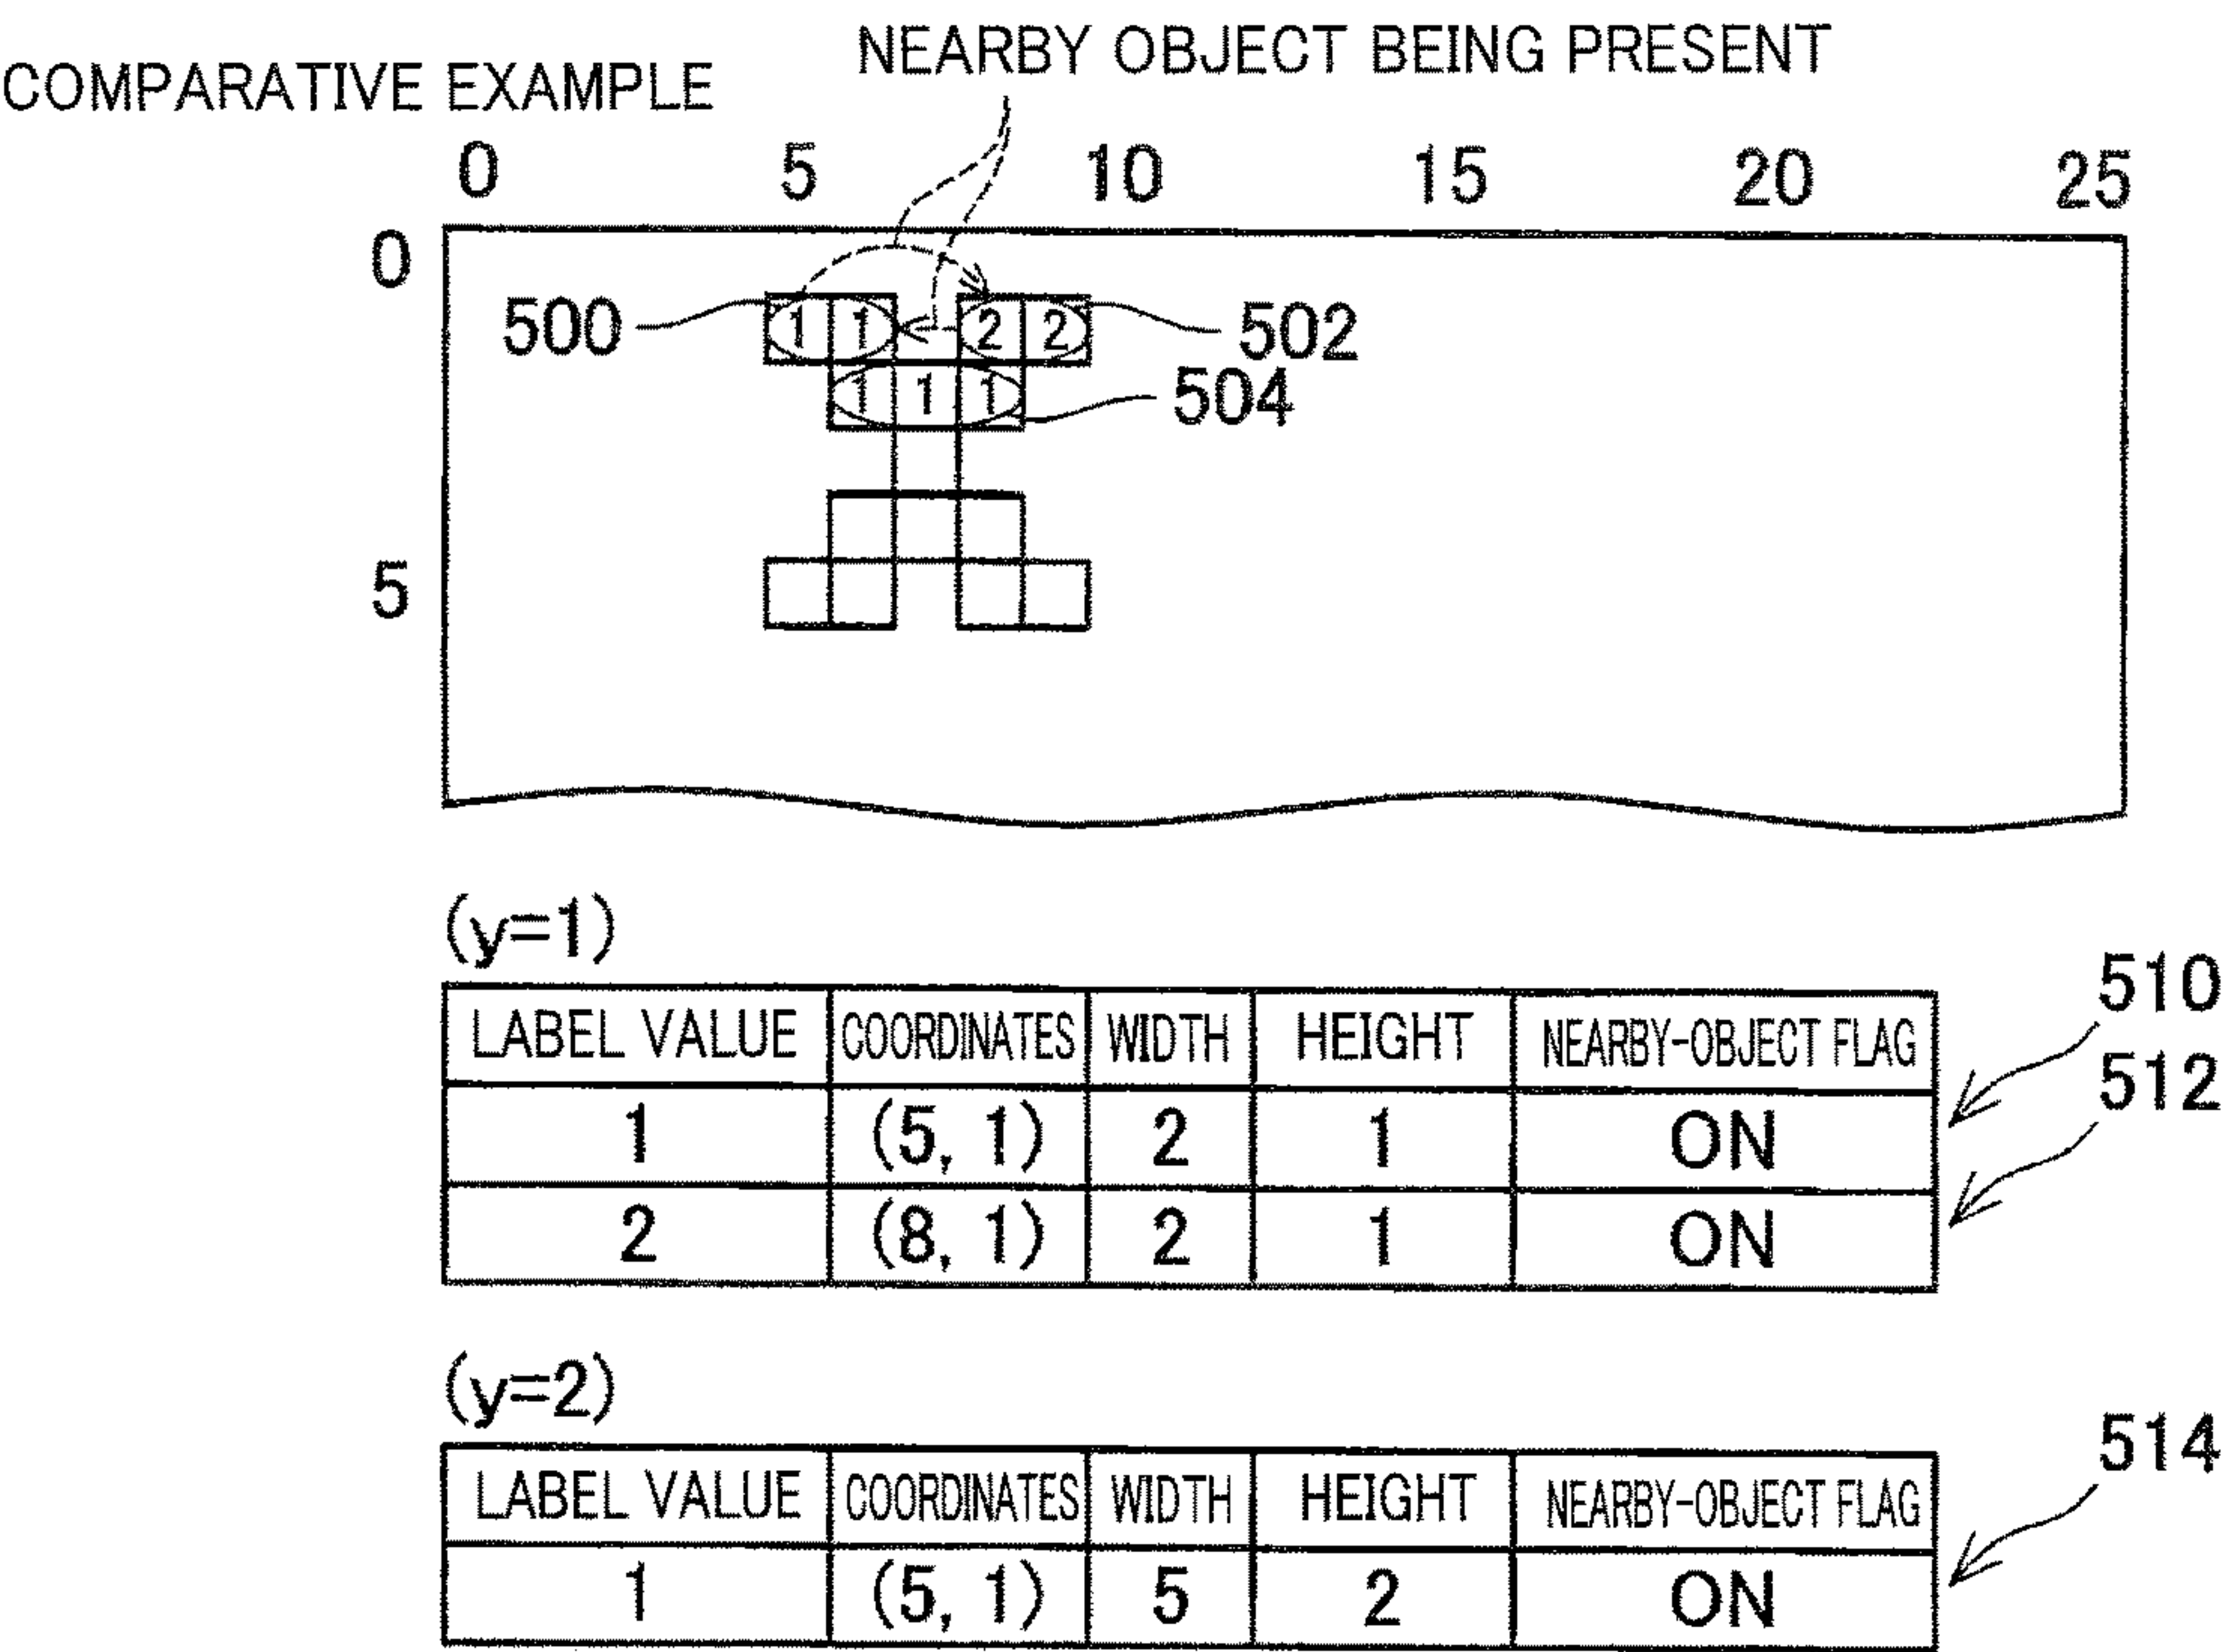 COMPARATIVE EXAMPLE
NEARBY OBJECT BEING PRESENT
0 5 10 15 20 25
0
500 1 1 2 2 502
1 1 1 504
5
(y=1)
LABEL VALUE COORDINATES WIDTH HEIGHT NEARBY-OBJECT FLAG
510
1 (5, 1) 2 1 ON
512
2 (8, 1) 2 1 ON
(y=2)
LABEL VALUE COORDINATES WIDTH HEIGHT NEARBY-OBJECT FLAG
514
1 (5, 1) 5 2 ON